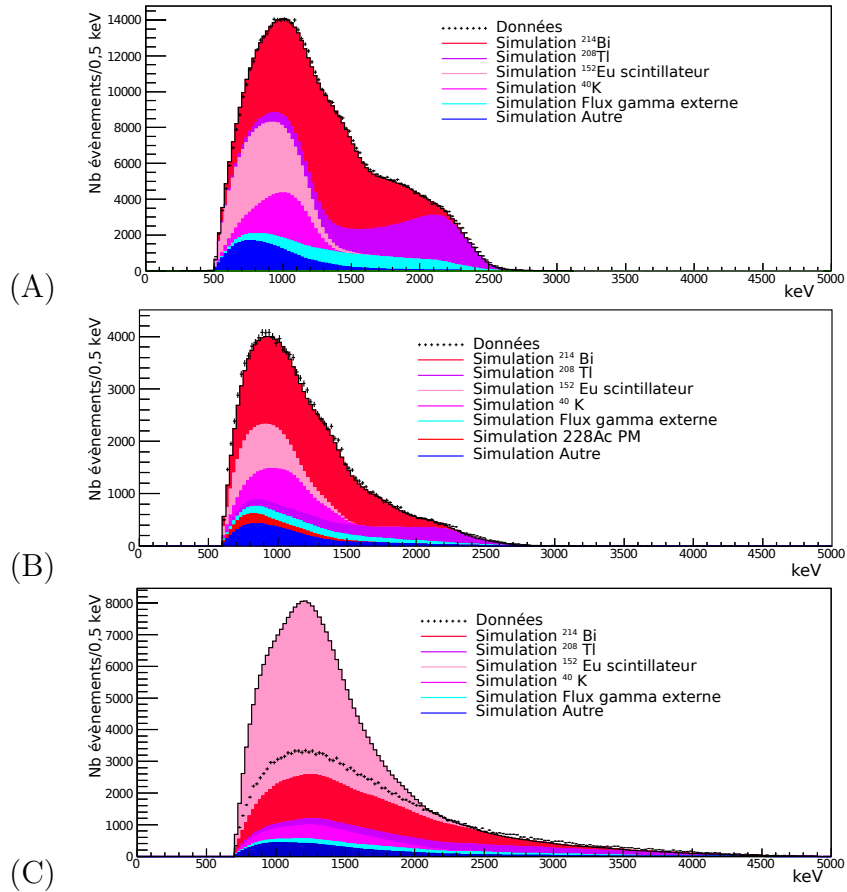 Nb évènements/0,5 keV
14000
12000
10000
8000
6000
4000
2000
0
Données
Simulation ²¹⁴Bi
Simulation ²⁰⁸Tl
Simulation ¹⁵²Eu scintillateur
Simulation ⁴⁰K
Simulation Flux gamma externe
Simulation Autre
0 500 1000 1500 2000 2500 3000 3500 4000 4500 5000
keV
(A)
Nb évènements/0,5 keV
4000
3000
2000
1000
0
Données
Simulation ²¹⁴ Bi
Simulation ²⁰⁸ Tl
Simulation ¹⁵² Eu scintillateur
Simulation ⁴⁰ K
Simulation Flux gamma externe
Simulation 228Ac PM
Simulation Autre
0 500 1000 1500 2000 2500 3000 3500 4000 4500 5000
keV
(B)
Nb évènements/0,5 keV
8000
7000
6000
5000
4000
3000
2000
1000
0
Données
Simulation ²¹⁴ Bi
Simulation ²⁰⁸ Tl
Simulation ¹⁵² Eu scintillateur
Simulation ⁴⁰ K
Simulation Flux gamma externe
Simulation Autre
0 500 1000 1500 2000 2500 3000 3500 4000 4500 5000
keV
(C)